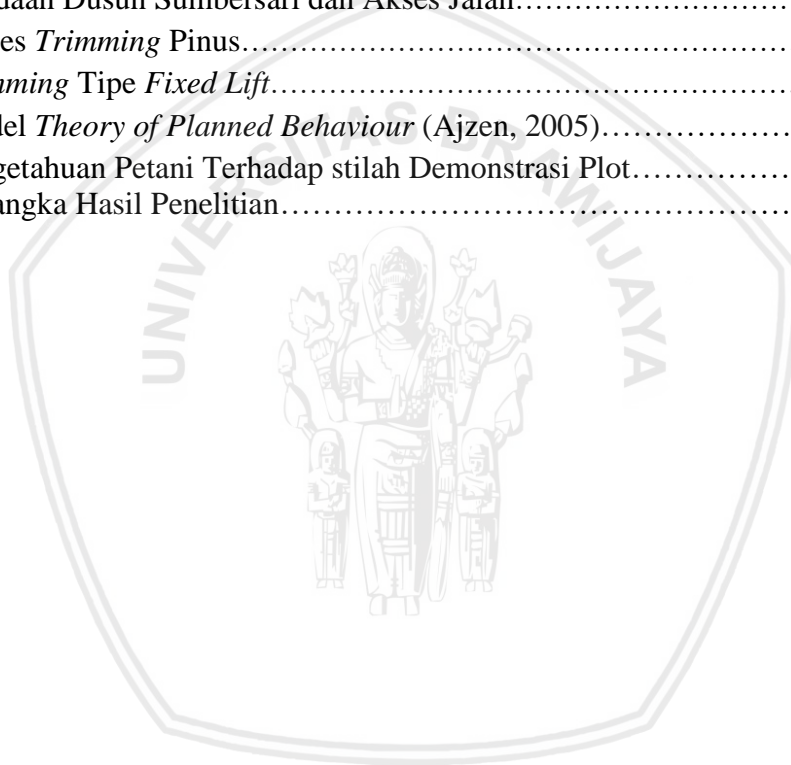 daan Dusun Sumbersari dan Akses Jalan……………………………
es Trimming Pinus……………………………………………………
ming Tipe Fixed Lift…………………………………………………
del Theory of Planned Behaviour (Ajzen, 2005)……………………
getahuan Petani Terhadap stilah Demonstrasi Plot………………
angka Hasil Penelitian………………………………………………
UNIVERSITAS BRAWIJAYA